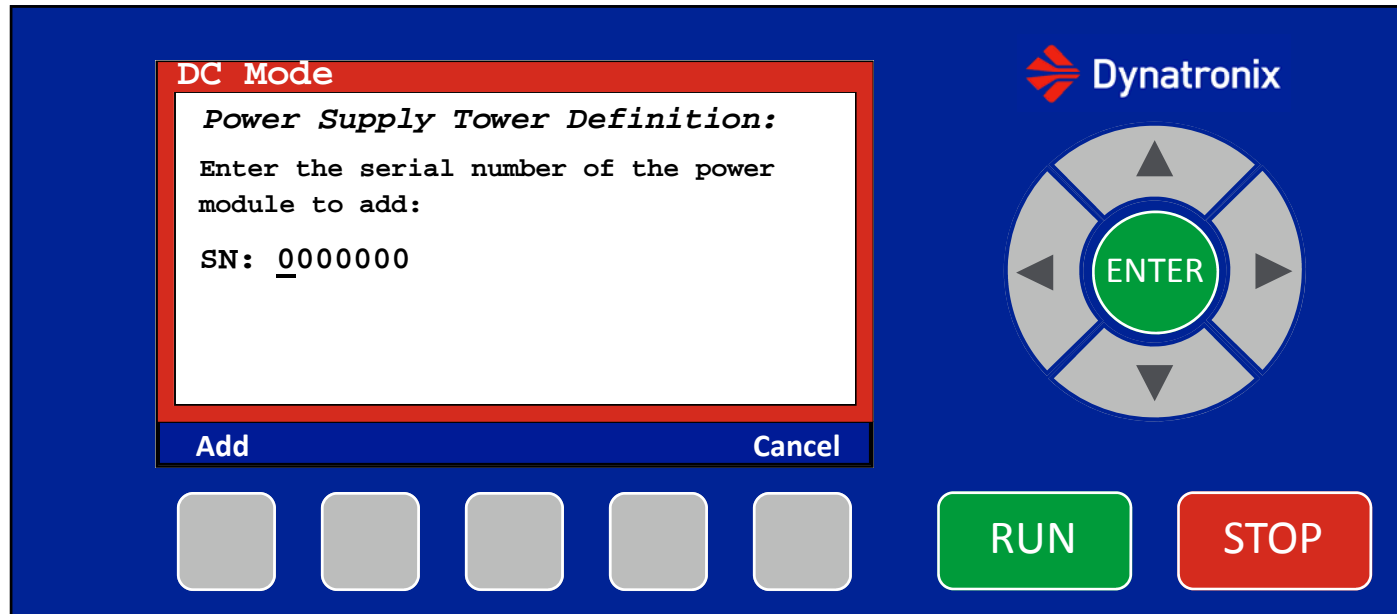 DC Mode
Power Supply Tower Definition:
Enter the serial number of the power
module to add:
SN: 0000000
Add
Cancel
Dynatronix
ENTER
RUN
STOP